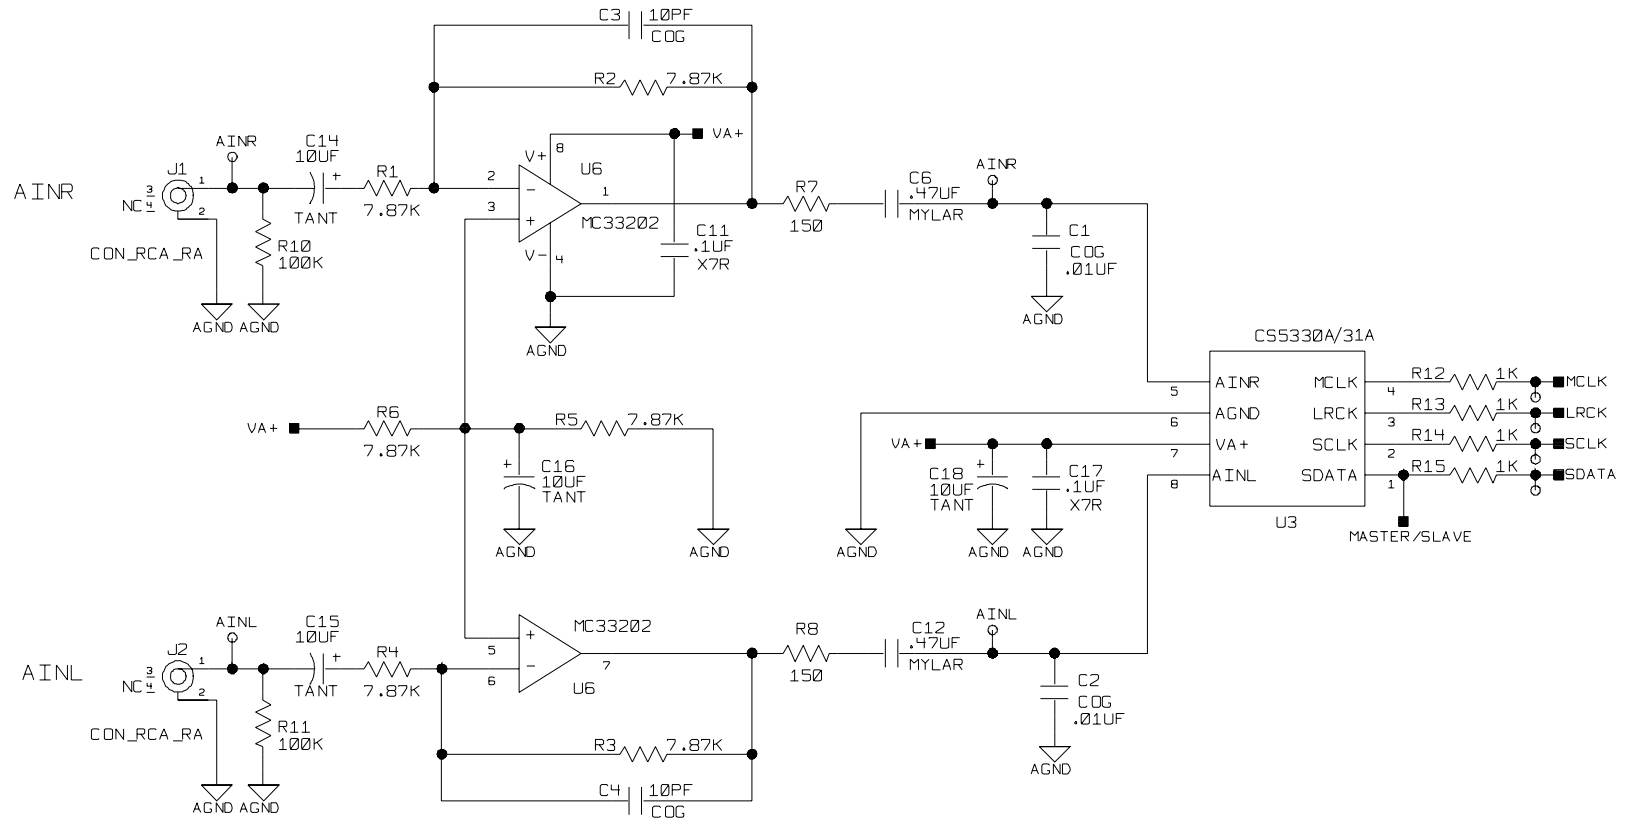 C3 10PF
COG
R2 7.87K
VA+
V+ 8
U6
AINR
C14
10UF
+
TANT
J1
1
3
NC 4
2
AINR
CON_RCA_RA
R10
100K
AGND AGND
R1
7.87K
2
-
3
+
1
MC33202
V- 4
C11
.1UF
X7R
AGND
R7
150
C6
.47UF
MYLAR
AINR
C1
COG
.01UF
AGND
CS5330A/31A
5 AINR
6 AGND
7 VA+
8 AINL
MCLK 4
LRCK 3
SCLK 2
SDATA 1
U3
R12 1K MCLK
R13 1K LRCK
R14 1K SCLK
R15 1K SDATA
MASTER/SLAVE
VA+
R6
7.87K
R5 7.87K
+
C16
10UF
TANT
AGND
AGND
AGND
VA+
+
C18
10UF
TANT
AGND
C17
.1UF
X7R
AGND
AINL
C15
10UF
+
TANT
J2
1
3
NC 4
2
AINL
CON_RCA_RA
R11
100K
AGND AGND
R4
7.87K
5
+
6
-
7
MC33202
U6
R8
150
C12
.47UF
MYLAR
AINL
C2
COG
.01UF
AGND
R3 7.87K
C4 10PF
COG